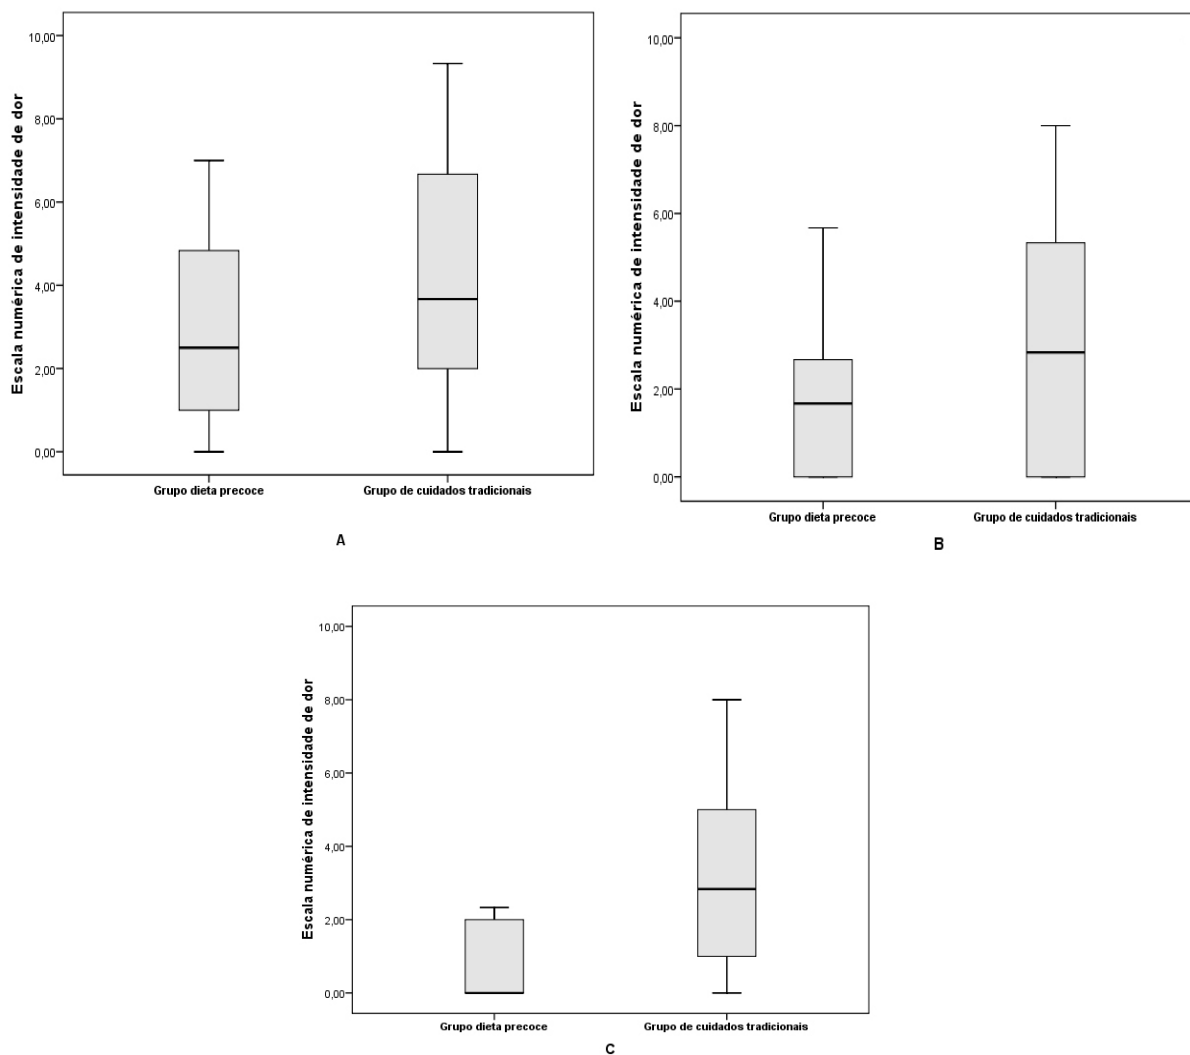 Escala numérica de intensidade de dor
10,00
8,00
6,00
4,00
2,00
0,00
Grupo dieta precoce
Grupo de cuidados tradicionais
A
Escala numérica de intensidade de dor
10,00
8,00
6,00
4,00
2,00
0,00
Grupo dieta precoce
Grupo de cuidados tradicionais
B
Escala numérica de intensidade de dor
10,00
8,00
6,00
4,00
2,00
0,00
Grupo dieta precoce
Grupo de cuidados tradicionais
C